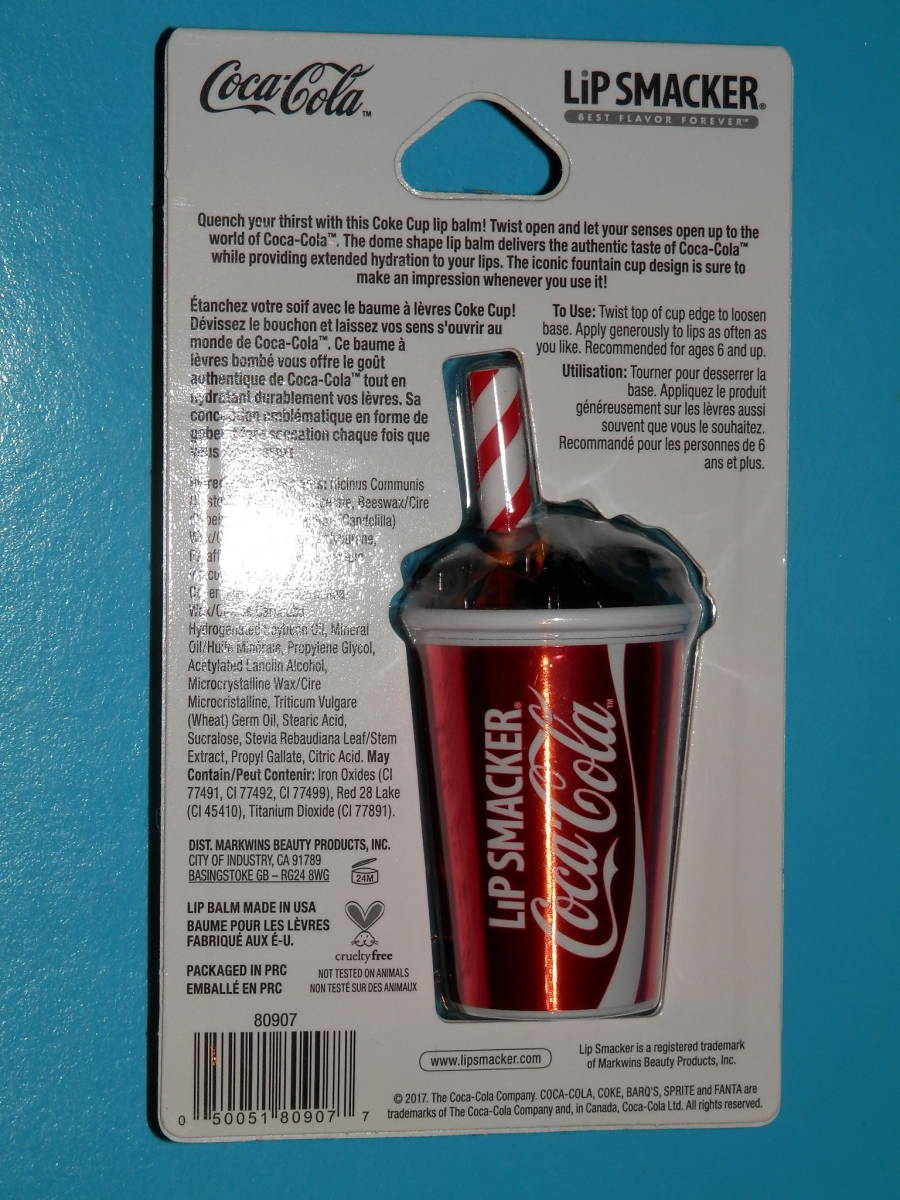 Coca-Cola™
LiP SMACKER®
BEST FLAVOR FOREVER™
Quench your thirst with this Coke Cup lip balm! Twist open and let your senses open up to the
world of Coca-Cola™. The dome shape lip balm delivers the authentic taste of Coca-Cola™
while providing extended hydration to your lips. The iconic fountain cup design is sure to
make an impression whenever you use it!
Étanchez votre soif avec le baume à lèvres Coke Cup!
Dévissez le bouchon et laissez vos sens s'ouvrir au
monde de Coca-Cola™. Ce baume à
lèvres bombé vous offre le goût
authentique de Coca-Cola™ tout en
hydratant durablement vos lèvres. Sa
conception emblématique en forme de
sensation chaque fois que
To Use: Twist top of cup edge to loosen
base. Apply generously to lips as often as
you like. Recommended for ages 6 and up.
Utilisation: Tourner pour desserrer la
base. Appliquez le produit
généreusement sur les lèvres aussi
souvent que vous le souhaitez.
Recommandé pour les personnes de 6
ans et plus.
Ricinus Communis
Beeswax/Cire
Candelilla)
Hydrogenated Soybean Oil, Mineral
Oil/Huile Minerale, Propylene Glycol,
Acetylated Lanolin Alcohol,
Microcrystalline Wax/Cire
Microcristalline, Triticum Vulgare
(Wheat) Germ Oil, Stearic Acid,
Sucralose, Stevia Rebaudiana Leaf/Stem
Extract, Propyl Gallate, Citric Acid. May
Contain/Peut Contenir: Iron Oxides (CI
77491, CI 77492, CI 77499), Red 28 Lake
(CI 45410), Titanium Dioxide (CI 77891).
LiP SMACKER®
Coca-Cola™
DIST. MARKWINS BEAUTY PRODUCTS, INC.
CITY OF INDUSTRY, CA 91789
BASINGSTOKE GB – RG24 8WG
24M
LIP BALM MADE IN USA
BAUME POUR LES LÈVRES
FABRIQUÉ AUX É-U.
PACKAGED IN PRC
EMBALLÉ EN PRC
crueltyfree
NOT TESTED ON ANIMALS
NON TESTÉ SUR DES ANIMAUX
80907
0 50051 80907 7
www.lipsmacker.com
Lip Smacker is a registered trademark
of Markwins Beauty Products, Inc.
© 2017. The Coca-Cola Company. COCA-COLA, COKE, BARQ'S, SPRITE and FANTA are
trademarks of The Coca-Cola Company and, in Canada, Coca-Cola Ltd. All rights reserved.